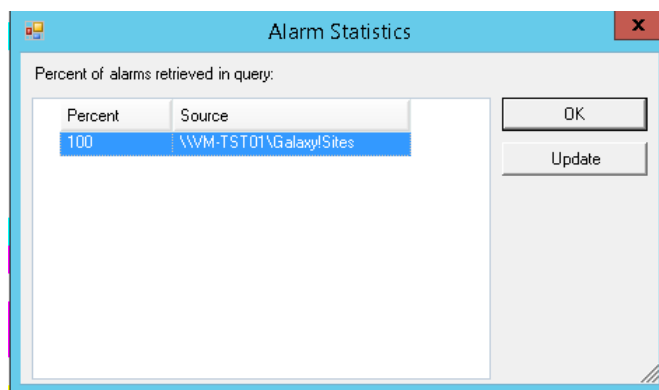 Alarm Statistics
x
Percent of alarms retrieved in query:
Percent Source
100 \\VM-TST01\Galaxy!Sites
OK
Update